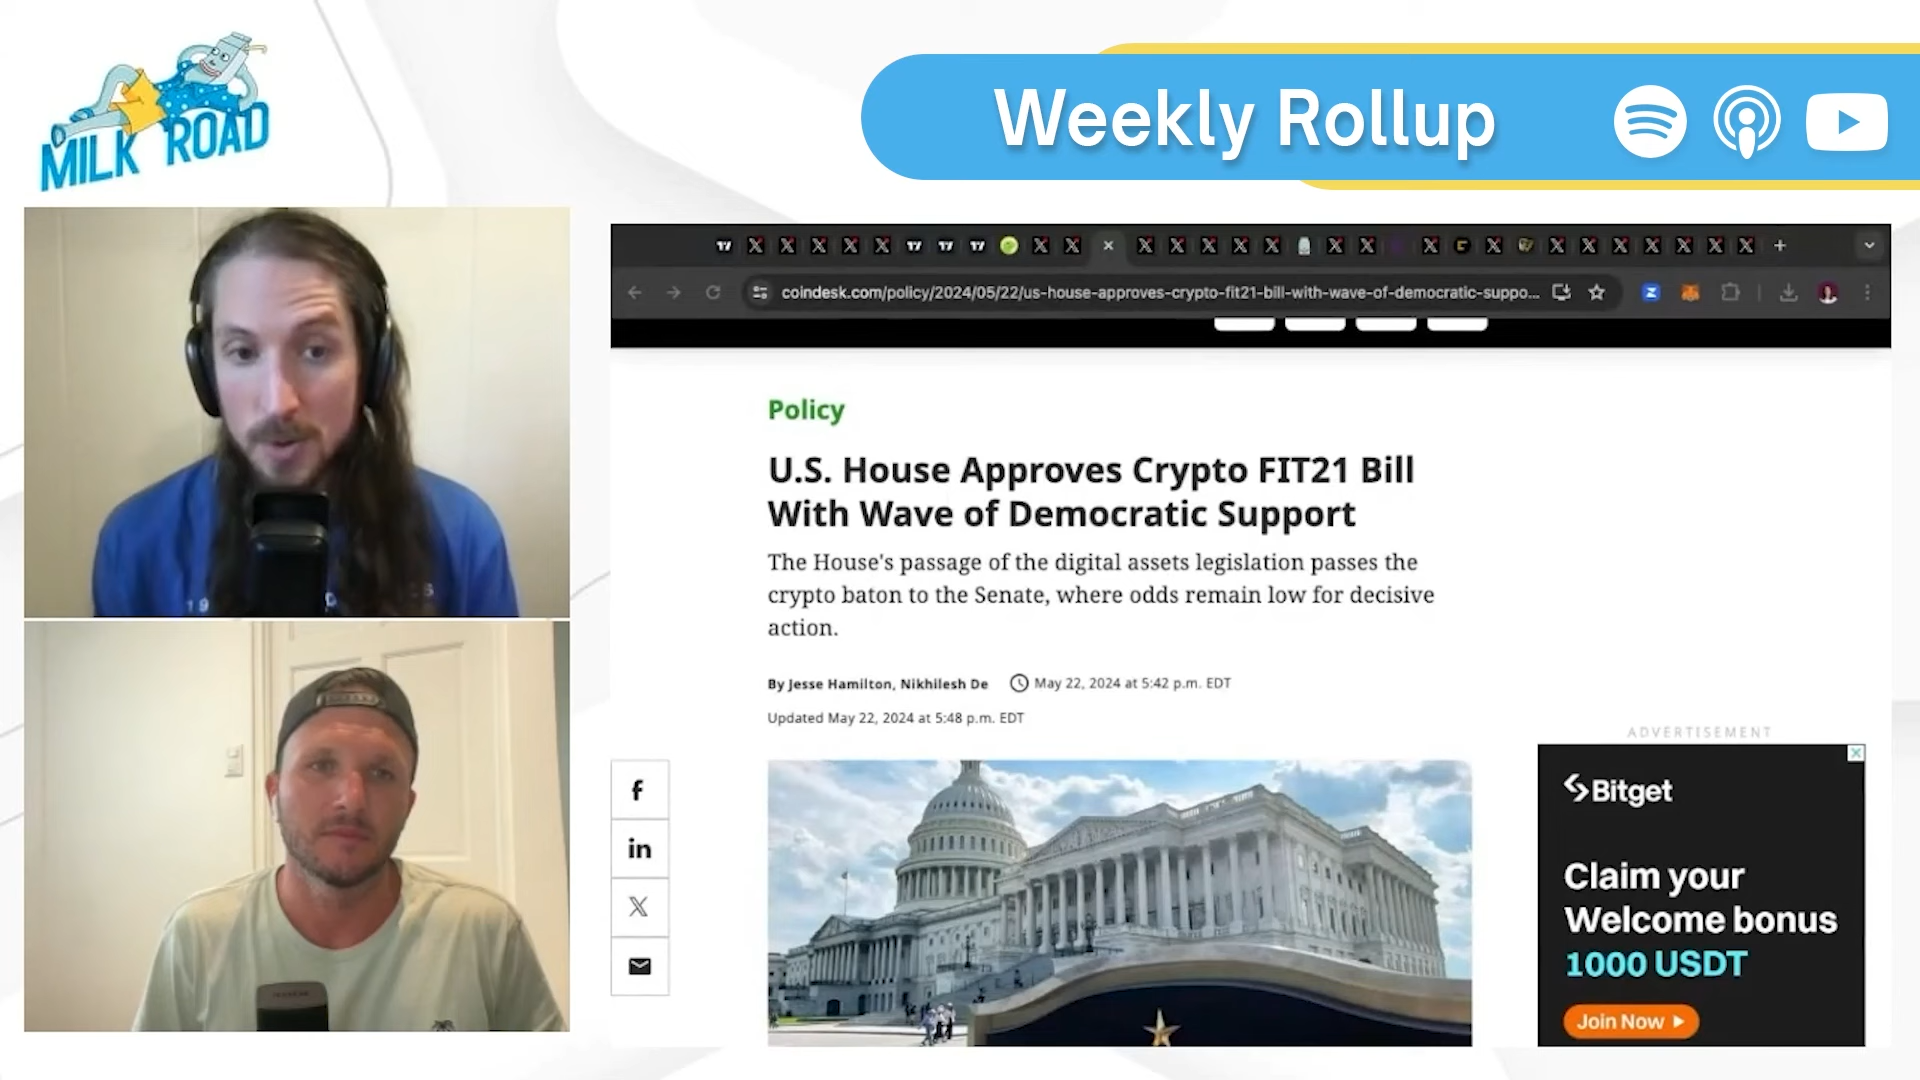 MILK ROAD
Weekly Rollup
coindesk.com/policy/2024/05/22/us-house-approves-crypto-fit21-bill-with-wave-of-democratic-suppo...
Policy
U.S. House Approves Crypto FIT21 Bill
With Wave of Democratic Support
The House's passage of the digital assets legislation passes the
crypto baton to the Senate, where odds remain low for decisive
action.
By Jesse Hamilton, Nikhilesh De May 22, 2024 at 5:42 p.m. EDT
Updated May 22, 2024 at 5:48 p.m. EDT
f
in
X
ADVERTISEMENT
Bitget
Claim your
Welcome bonus
1000 USDT
Join Now
19